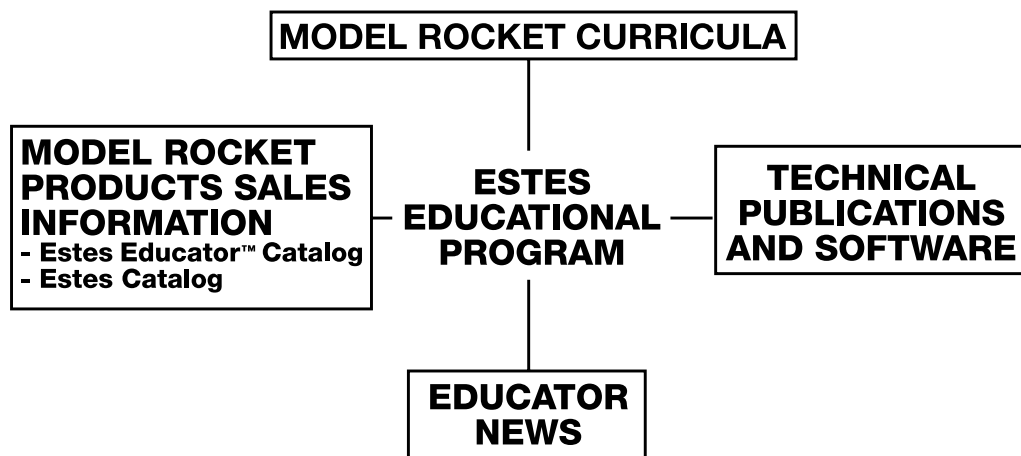 MODEL ROCKET CURRICULA
MODEL ROCKET
PRODUCTS SALES
INFORMATION
- Estes Educator™ Catalog
- Estes Catalog
ESTES
EDUCATIONAL
PROGRAM
TECHNICAL
PUBLICATIONS
AND SOFTWARE
EDUCATOR
NEWS